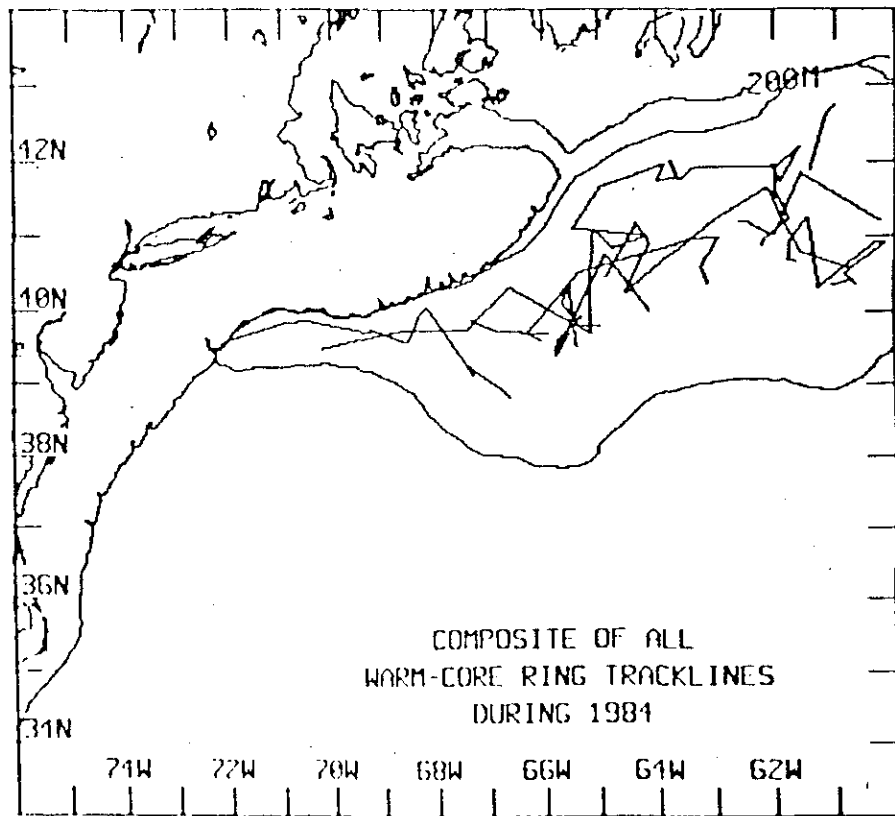 200M
42N
40N
38N
36N
34N
COMPOSITE OF ALL
WARM-CORE RING TRACKLINES
DURING 1984
74W 72W 70W 68W 66W 64W 62W